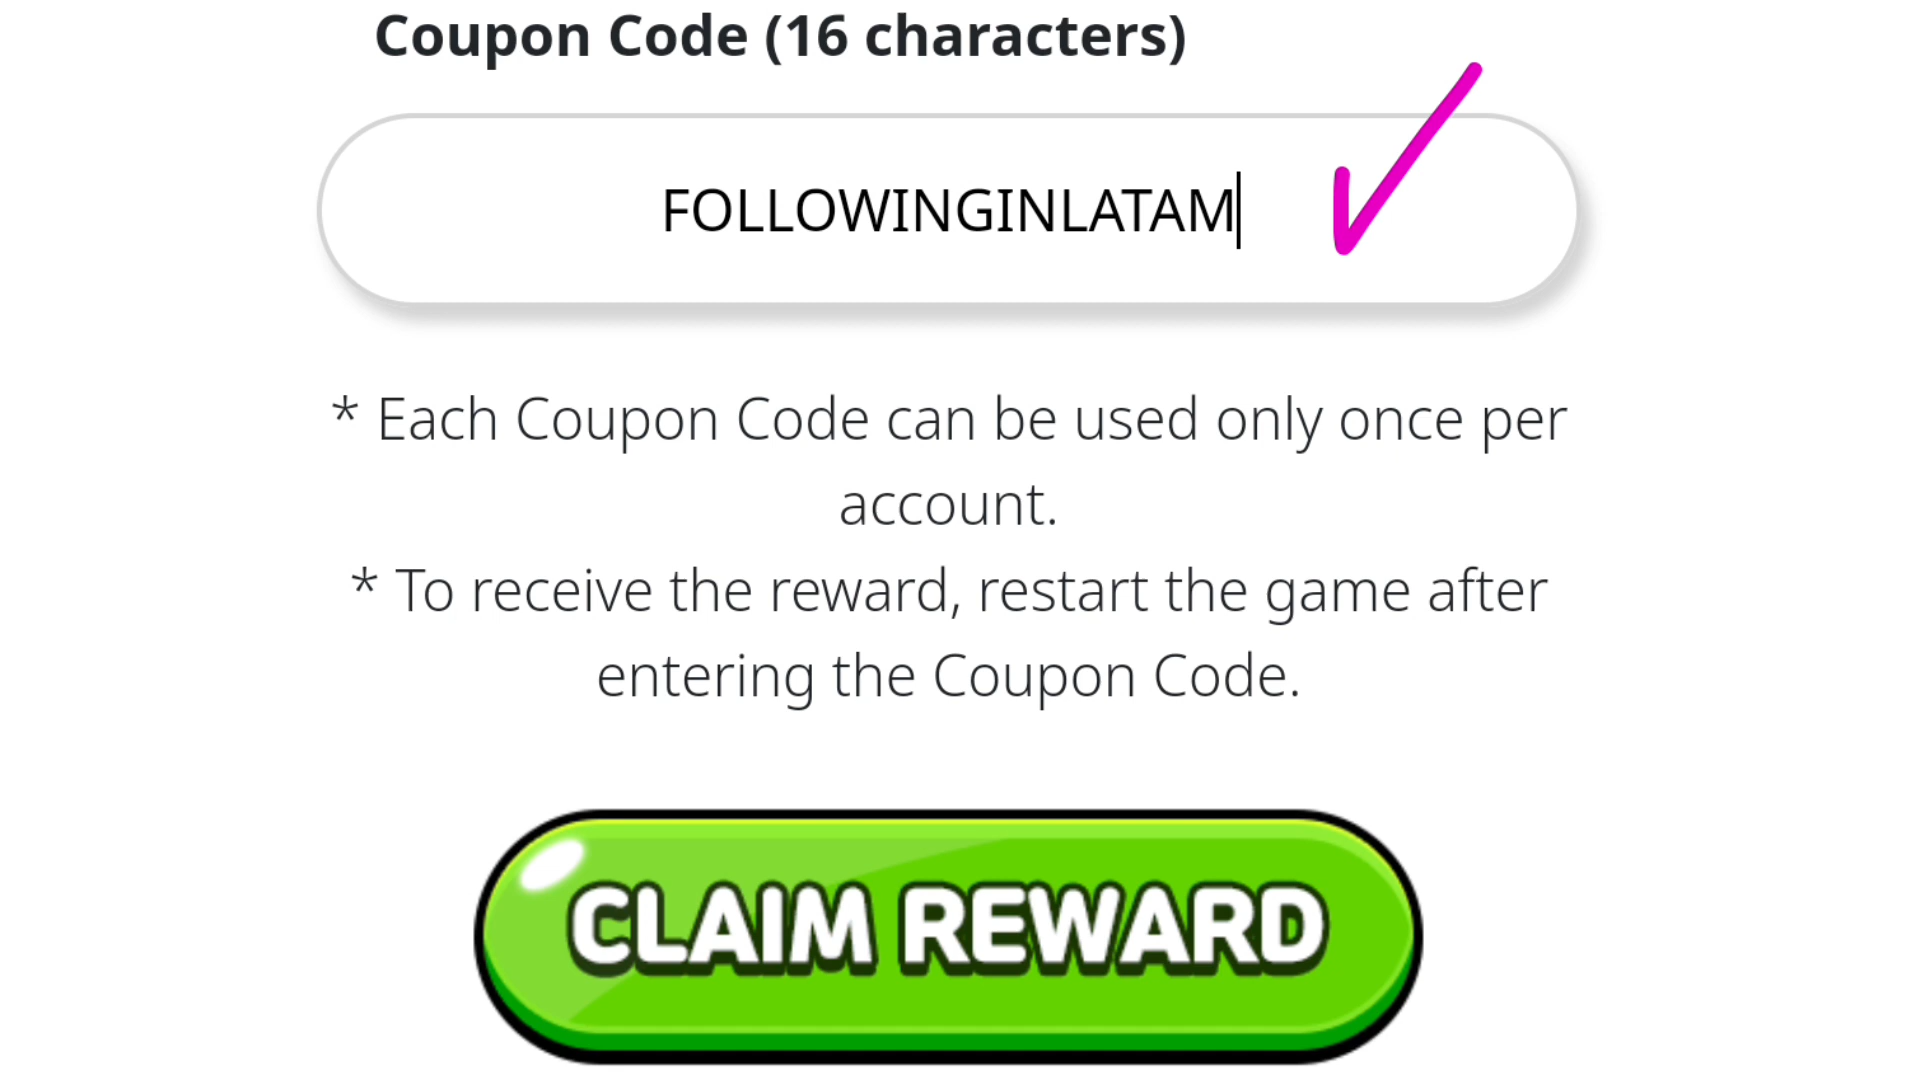 Coupon Code (16 characters)
FOLLOWINGINLATAM
* Each Coupon Code can be used only once per
account.
* To receive the reward, restart the game after
entering the Coupon Code.
CLAIM REWARD